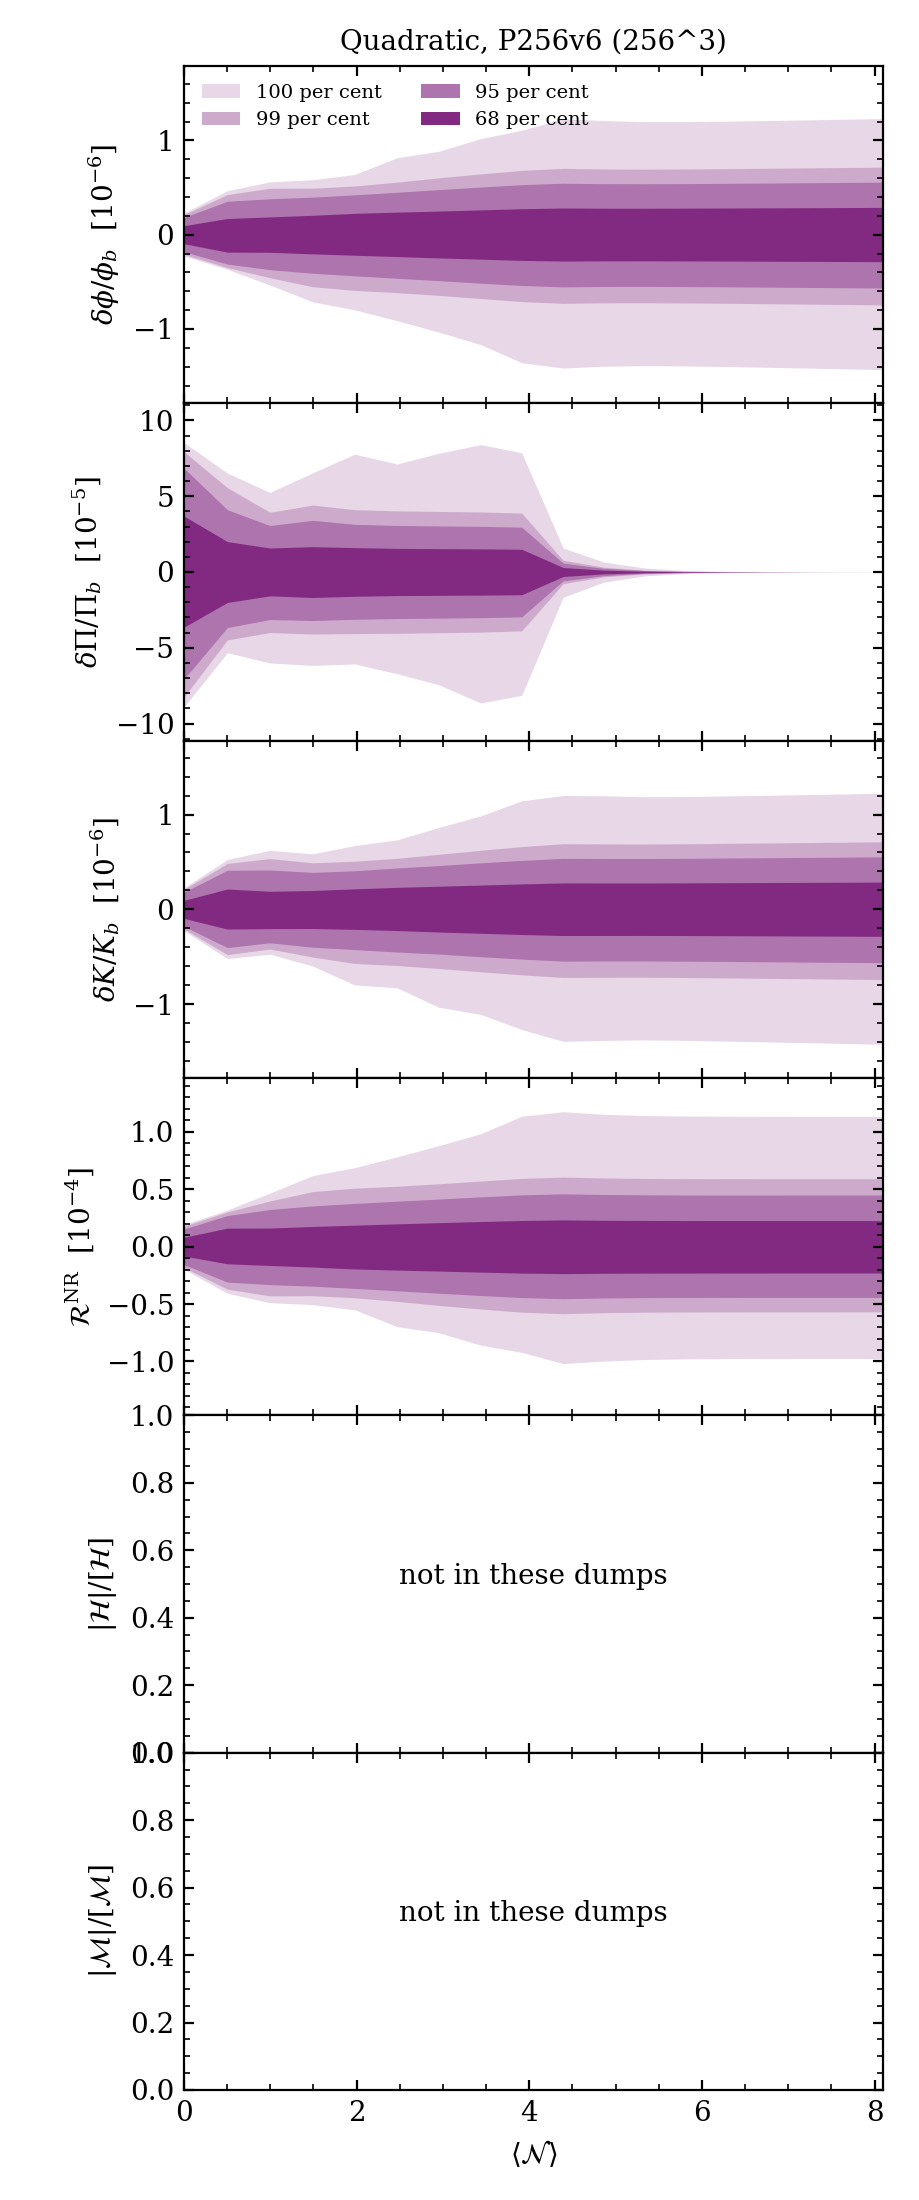 Quadratic, P256v6 (256^3)
100 per cent
99 per cent
95 per cent
68 per cent
δϕ/ϕ_b [10⁻⁶]
1
0
−1
δΠ/Π_b [10⁻⁵]
10
5
0
−5
−10
δK/K_b [10⁻⁶]
1
0
−1
ℛ^NR [10⁻⁴]
1.0
0.5
0.0
−0.5
−1.0
|ℋ|/[ℋ]
1.0
0.8
0.6
0.4
0.2
0.0
not in these dumps
|ℳ|/[ℳ]
1.0
0.8
0.6
0.4
0.2
0.0
not in these dumps
0 2 4 6 8
⟨𝒩⟩